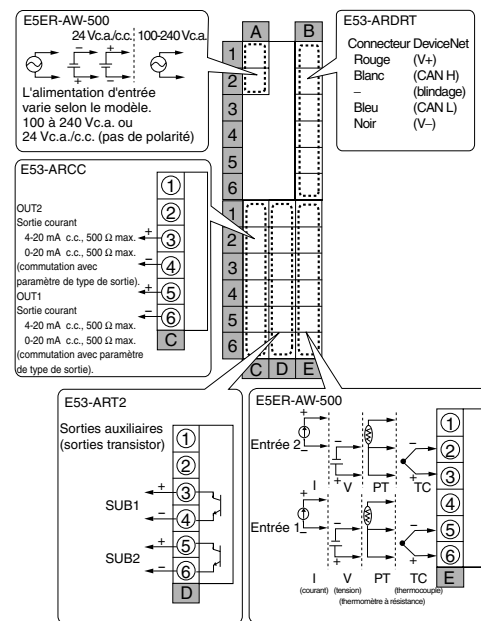 E5ER-AW-500
24 Vc.a./c.c.
100-240 Vc.a.
+
−
+
−
L'alimentation d'entrée
varie selon le modèle.
100 à 240 Vc.a. ou
24 Vc.a./c.c. (pas de polarité)
A
B
1
2
3
4
5
6
1
2
3
4
5
6
C
D
E
E53-ARDRT
Connecteur DeviceNet
Rouge (V+)
Blanc (CAN H)
– (blindage)
Bleu (CAN L)
Noir (V–)
E53-ARCC
OUT2
Sortie courant
4-20 mA c.c., 500 Ω max.
0-20 mA c.c., 500 Ω max.
(commutation avec
paramètre de type de sortie).
OUT1
Sortie courant
4-20 mA c.c., 500 Ω max.
0-20 mA c.c., 500 Ω max.
(commutation avec paramètre
de type de sortie).
+
−
+
−
1
2
3
4
5
6
C
E53-ART2
Sorties auxiliaires
(sorties transistor)
SUB1
SUB2
+
−
+
−
1
2
3
4
5
6
D
E5ER-AW-500
Entrée 2
+
−
−
+
−
+
I V PT TC
Entrée 1
+
−
−
+
−
+
I V PT TC
(courant) (tension) (thermocouple)
(thermomètre à résistance)
1
2
3
4
5
6
E